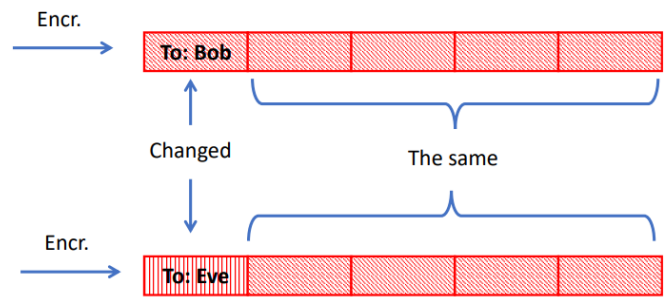 Encr.
To: Bob
Changed
The same
Encr.
To: Eve